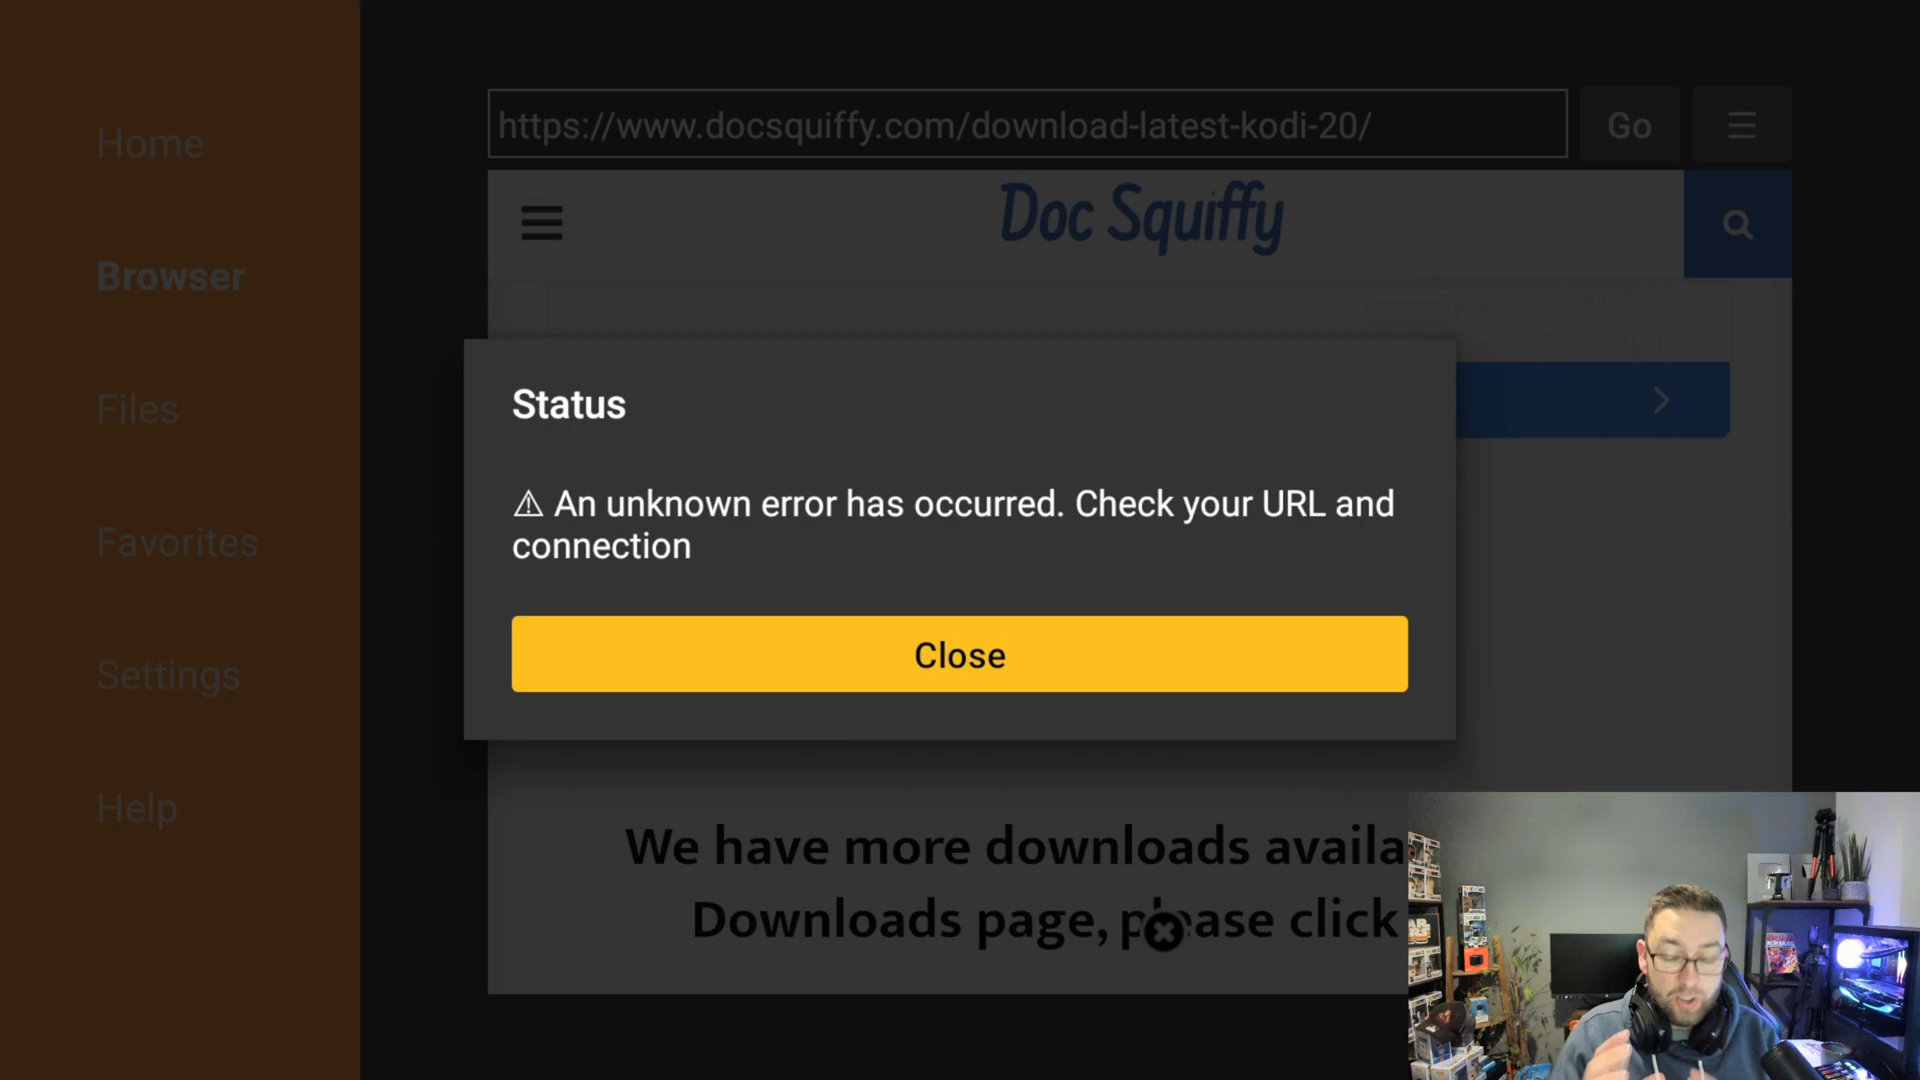 Home
Browser
Files
Favorites
Settings
Help
https://www.docsquiffy.com/download-latest-kodi-20/
Go
Doc Squiffy
Status
⚠ An unknown error has occurred. Check your URL and
connection
Close
We have more downloads availa
Downloads page, please click